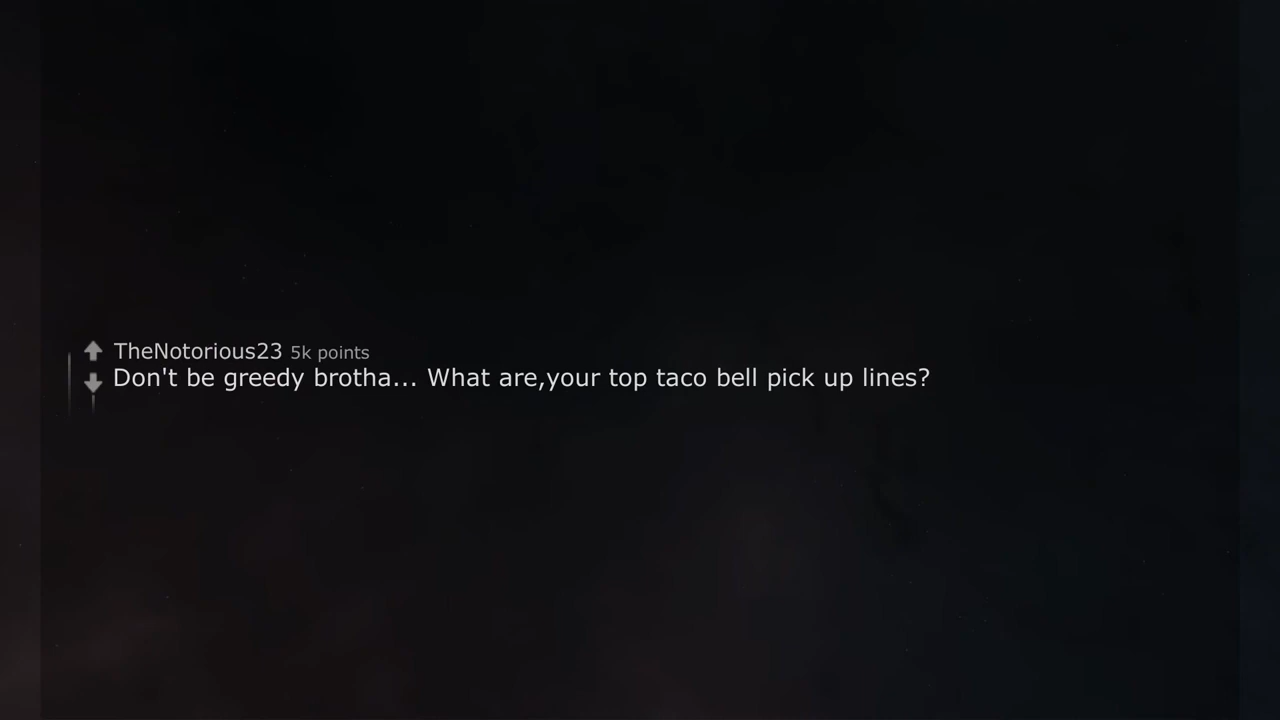 TheNotorious23 5k points
Don't be greedy brotha... What are,your top taco bell pick up lines?